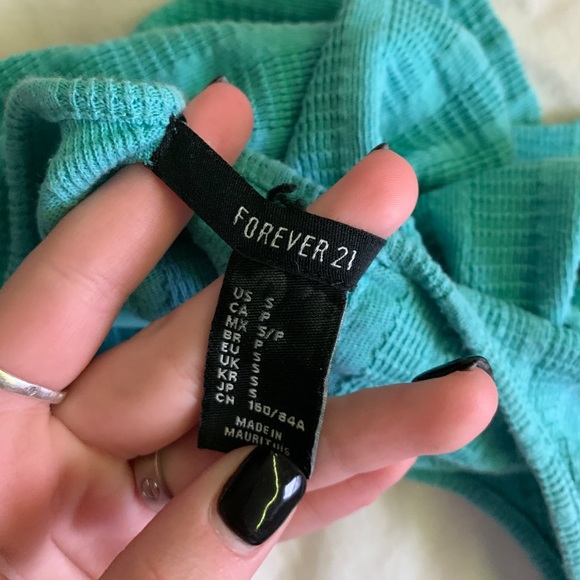 FOREVER 21
US S
CA P
MX S/P
BR P
EU S
UK S
KR S
JP S
CN 160/84A
MADE IN
MAURITIUS